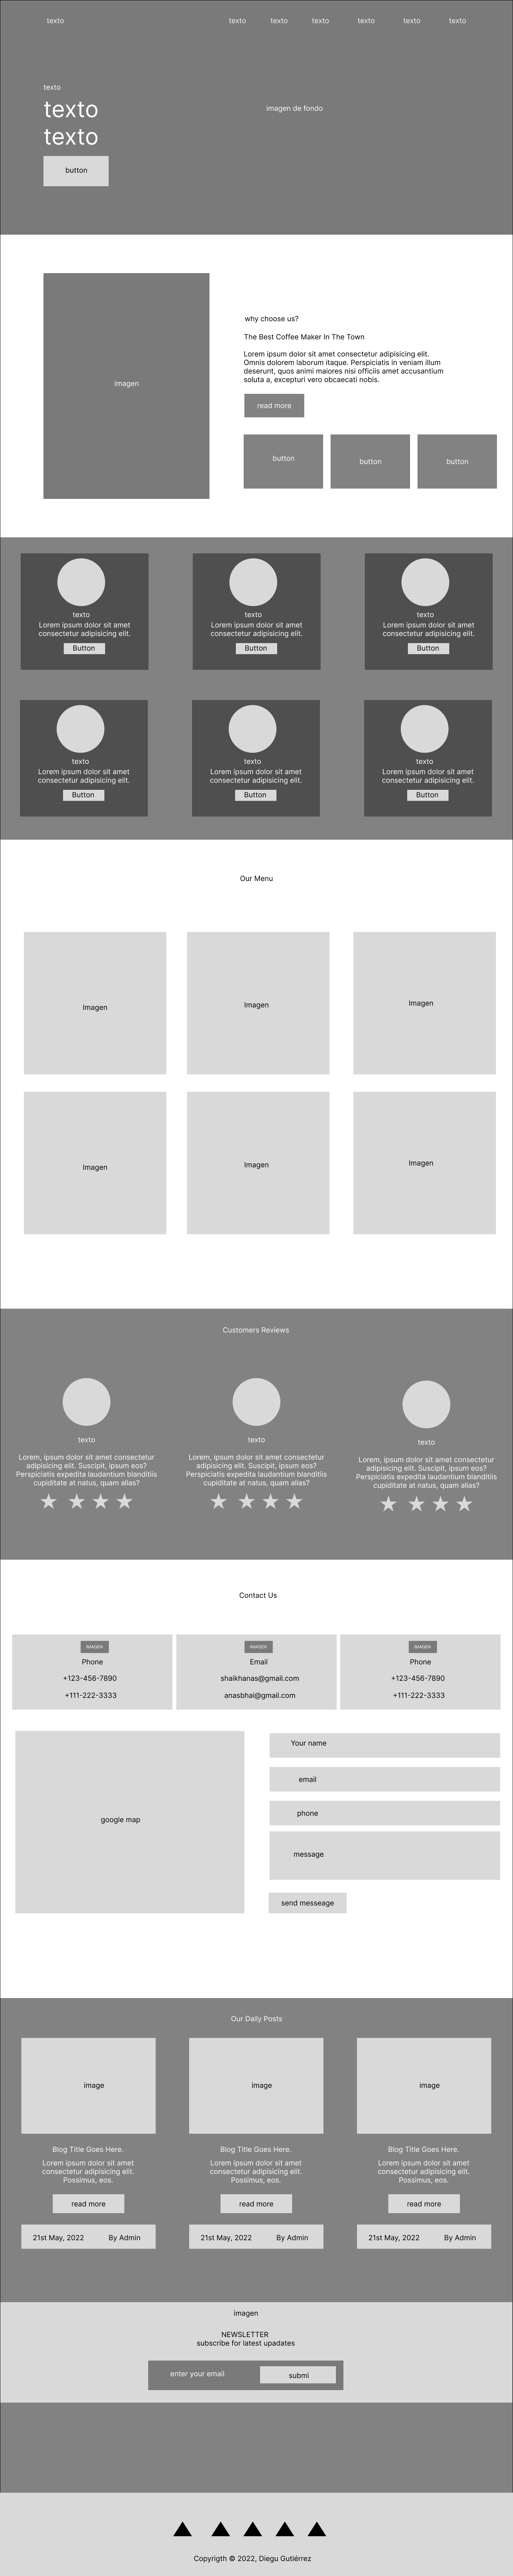 texto texto texto texto texto texto texto
texto
texto
texto
button
imagen de fondo
imagen
why choose us?
The Best Coffee Maker In The Town
Lorem ipsum dolor sit amet consectetur adipisicing elit.
Omnis dolorem laborum itaque. Perspiciatis in veniam illum
deserunt, quos animi maiores nisi officiis amet accusantium
soluta a, excepturi vero obcaecati nobis.
read more
button
button
button
texto
Lorem ipsum dolor sit amet
consectetur adipisicing elit.
Button
texto
Lorem ipsum dolor sit amet
consectetur adipisicing elit.
Button
texto
Lorem ipsum dolor sit amet
consectetur adipisicing elit.
Button
texto
Lorem ipsum dolor sit amet
consectetur adipisicing elit.
Button
texto
Lorem ipsum dolor sit amet
consectetur adipisicing elit.
Button
texto
Lorem ipsum dolor sit amet
consectetur adipisicing elit.
Button
Our Menu
Imagen
Imagen
Imagen
Imagen
Imagen
Imagen
Customers Reviews
texto
Lorem, ipsum dolor sit amet consectetur
adipisicing elit. Suscipit, ipsum eos?
Perspiciatis expedita laudantium blanditiis
cupiditate at natus, quam alias?
texto
Lorem, ipsum dolor sit amet consectetur
adipisicing elit. Suscipit, ipsum eos?
Perspiciatis expedita laudantium blanditiis
cupiditate at natus, quam alias?
texto
Lorem, ipsum dolor sit amet consectetur
adipisicing elit. Suscipit, ipsum eos?
Perspiciatis expedita laudantium blanditiis
cupiditate at natus, quam alias?
Contact Us
IMAGEN
Phone
+123-456-7890
+111-222-3333
IMAGEN
Email
shaikhanas@gmail.com
anasbhai@gmail.com
IMAGEN
Phone
+123-456-7890
+111-222-3333
google map
Your name
email
phone
message
send messeage
Our Daily Posts
image
Blog Title Goes Here.
Lorem ipsum dolor sit amet
consectetur adipisicing elit.
Possimus, eos.
read more
21st May, 2022 By Admin
image
Blog Title Goes Here.
Lorem ipsum dolor sit amet
consectetur adipisicing elit.
Possimus, eos.
read more
21st May, 2022 By Admin
image
Blog Title Goes Here.
Lorem ipsum dolor sit amet
consectetur adipisicing elit.
Possimus, eos.
read more
21st May, 2022 By Admin
imagen
NEWSLETTER
subscribe for latest upadates
enter your email submi
Copyrigth © 2022, Diegu Gutiérrez